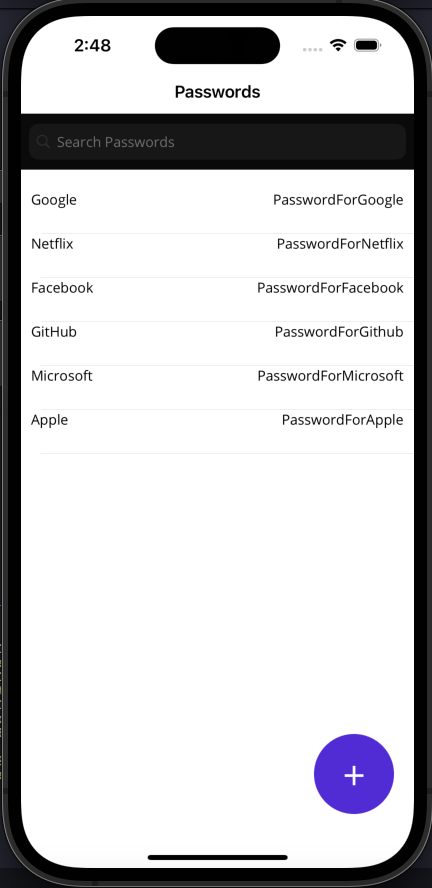 2:48
Passwords
Search Passwords
Google PasswordForGoogle
Netflix PasswordForNetflix
Facebook PasswordForFacebook
GitHub PasswordForGithub
Microsoft PasswordForMicrosoft
Apple PasswordForApple
+